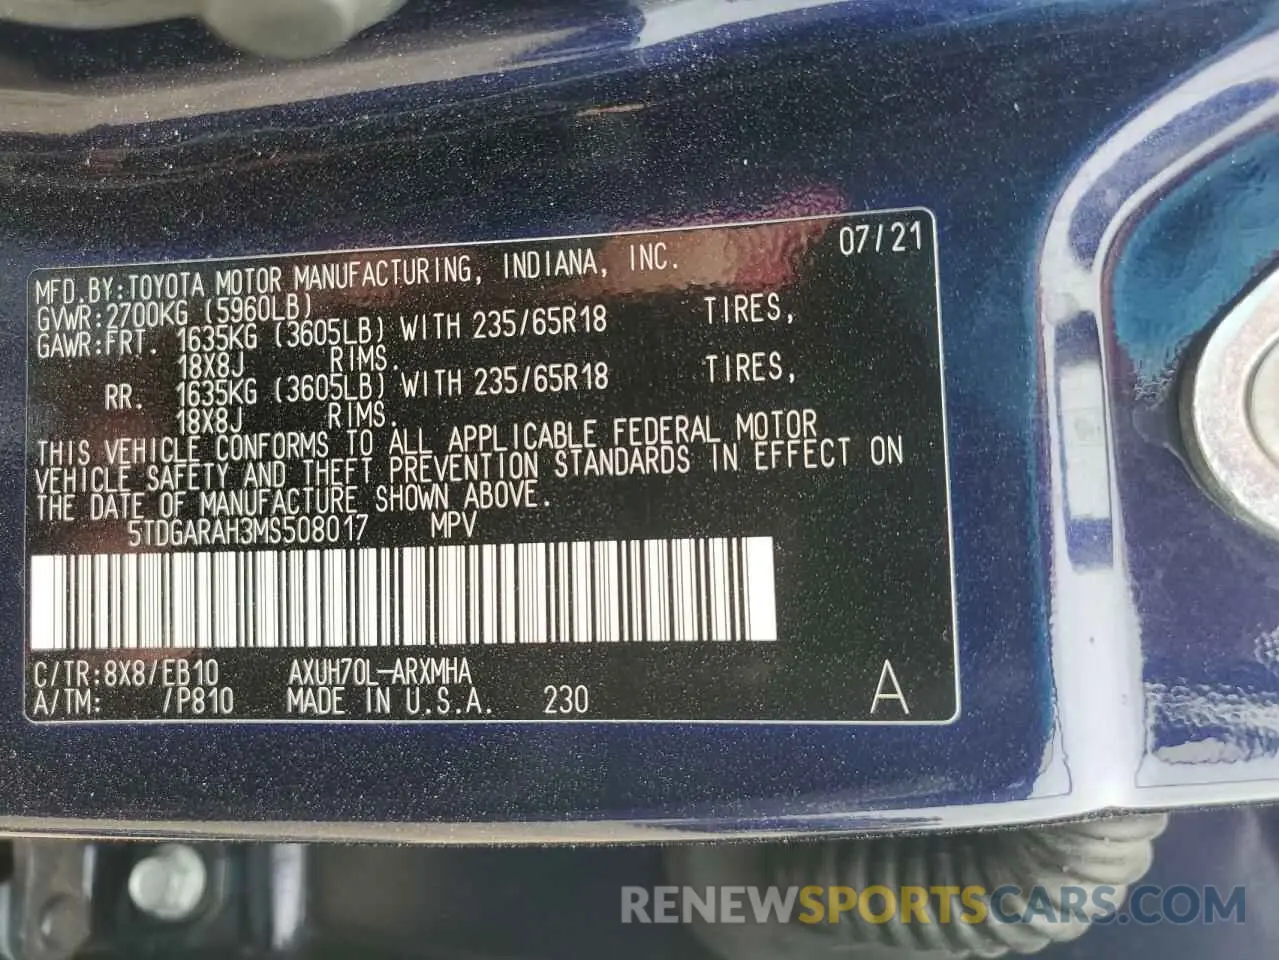 07/21
MFD.BY:TOYOTA MOTOR MANUFACTURING, INDIANA, INC.
GVWR:2700KG (5960LB)
GAWR:FRT. 1635KG (3605LB) WITH 235/65R18 TIRES,
18X8J RIMS.
RR. 1635KG (3605LB) WITH 235/65R18 TIRES,
18X8J RIMS.
THIS VEHICLE CONFORMS TO ALL APPLICABLE FEDERAL MOTOR
VEHICLE SAFETY AND THEFT PREVENTION STANDARDS IN EFFECT ON
THE DATE OF MANUFACTURE SHOWN ABOVE.
5TDGARAH3MS508017 MPV
C/TR:8X8/EB10 AXUH70L-ARXMHA
A/TM: /P810 MADE IN U.S.A. 230 A
RENEWSPORTSCARS.COM